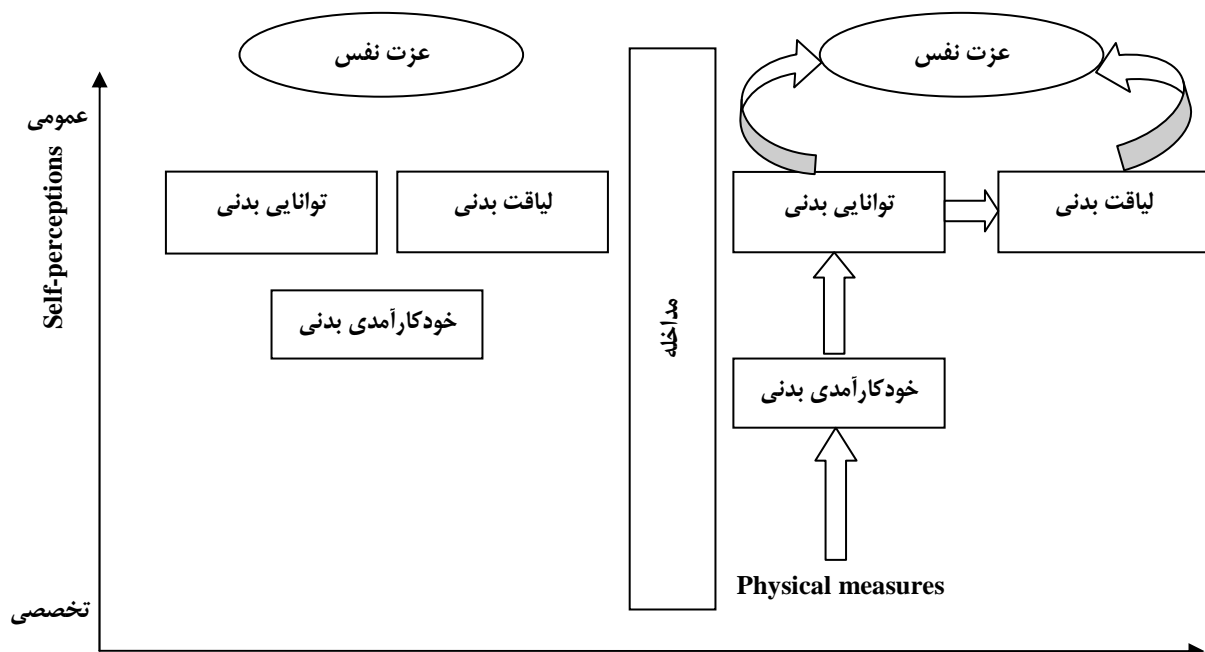 عزت نفس
عزت نفس
عمومی
Self-perceptions
توانایی بدنی
لیاقت بدنی
توانایی بدنی
لیاقت بدنی
خودکارآمدی بدنی
مداخله
خودکارآمدی بدنی
Physical measures
تخصصی